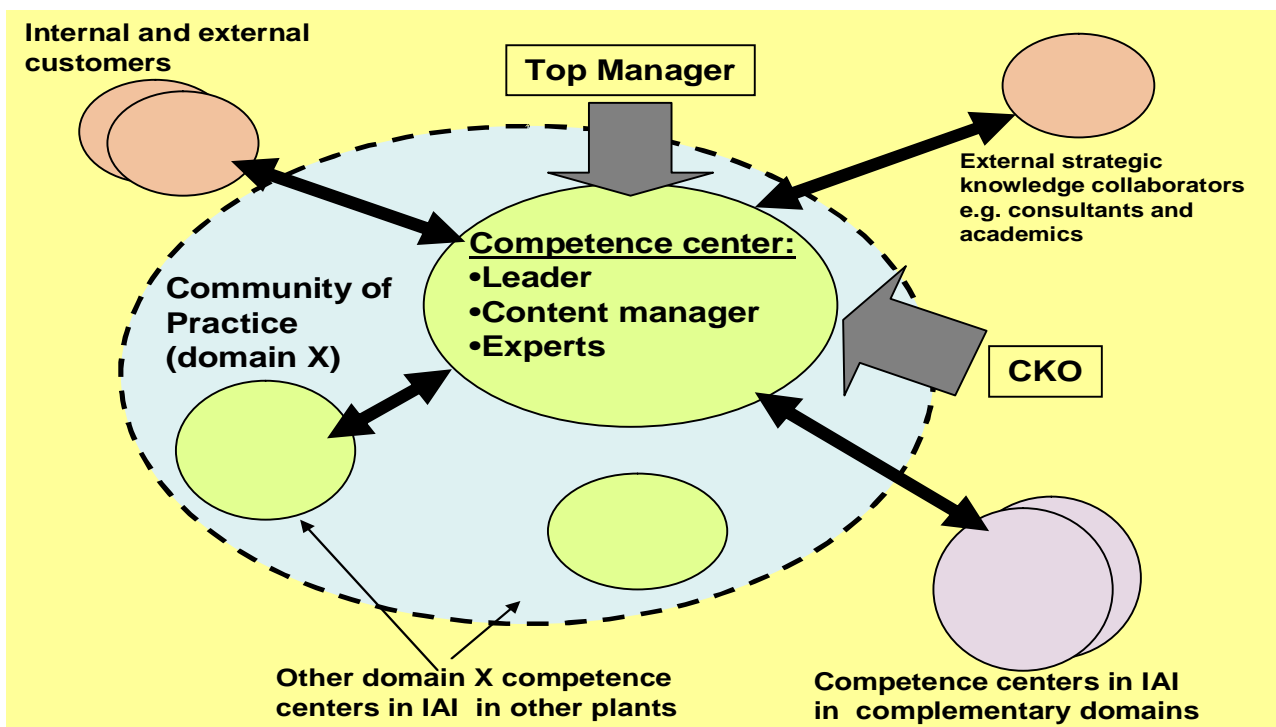 Internal and external
customers
Top Manager
External strategic
knowledge collaborators
e.g. consultants and
academics
Competence center:
•Leader
•Content manager
•Experts
Community of
Practice
(domain X)
CKO
Other domain X competence
centers in IAI in other plants
Competence centers in IAI
in complementary domains